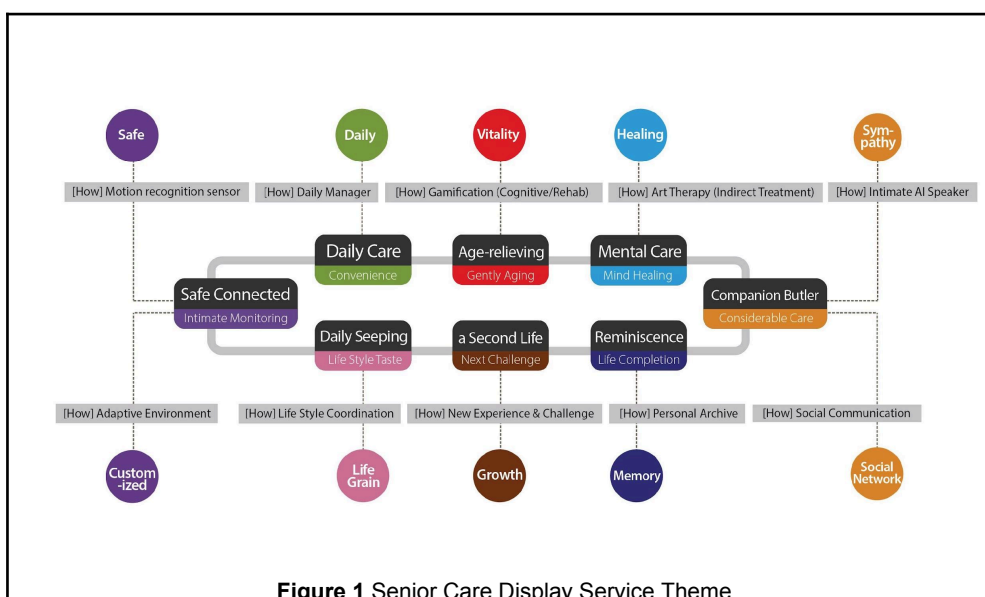 Safe
Daily
Vitality
Healing
Sym-
pathy
[How] Motion recognition sensor
[How] Daily Manager
[How] Gamification (Cognitive/Rehab)
[How] Art Therapy (Indirect Treatment)
[How] Intimate AI Speaker
Daily Care
Convenience
Age-relieving
Gently Aging
Mental Care
Mind Healing
Safe Connected
Intimate Monitoring
Companion Butler
Considerable Care
Daily Seeping
Life Style Taste
a Second Life
Next Challenge
Reminiscence
Life Completion
[How] Adaptive Environment
[How] Life Style Coordination
[How] New Experience & Challenge
[How] Personal Archive
[How] Social Communication
Custom
-ized
Life
Grain
Growth
Memory
Social
Network
Figure 1 Senior Care Display Service Theme